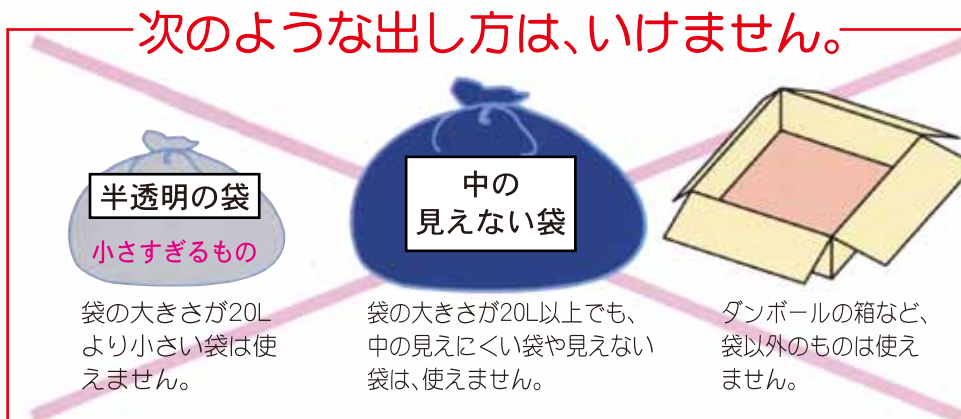 次のような出し方は、いけません。
半透明の袋
小さすぎるもの
袋の大きさが20L
より小さい袋は使
えません。
中の
見えない袋
袋の大きさが20L以上でも、
中の見えにくい袋や見えない
袋は、使えません。
ダンボールの箱など、
袋以外のものは使え
ません。